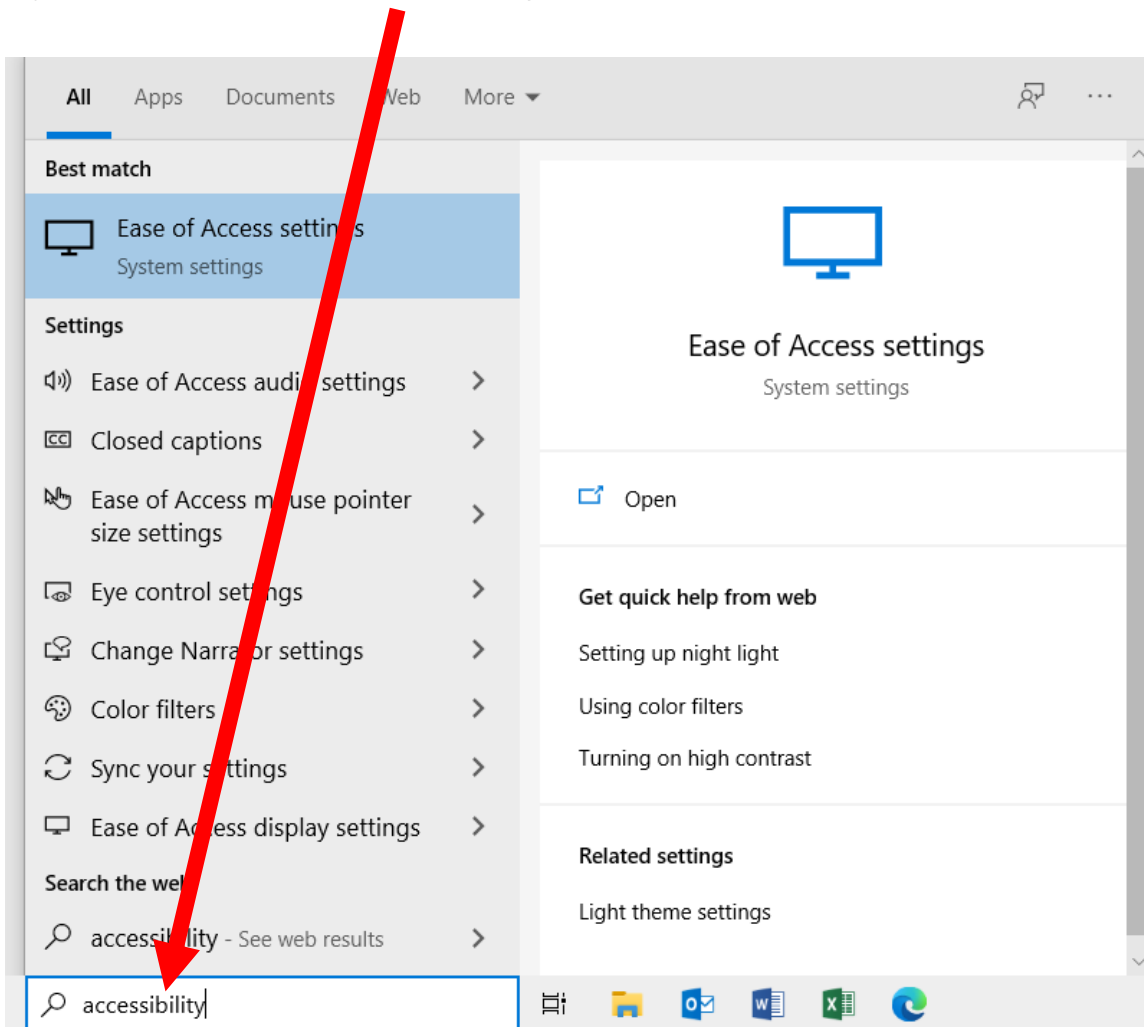 All Apps Documents Web More
Best match
Ease of Access settings
System settings
Settings
Ease of Access audio settings
Closed captions
Ease of Access mouse pointer
size settings
Eye control settings
Change Narrator settings
Color filters
Sync your settings
Ease of Access display settings
Search the web
accessibility - See web results
accessibility
Ease of Access settings
System settings
Open
Get quick help from web
Setting up night light
Using color filters
Turning on high contrast
Related settings
Light theme settings